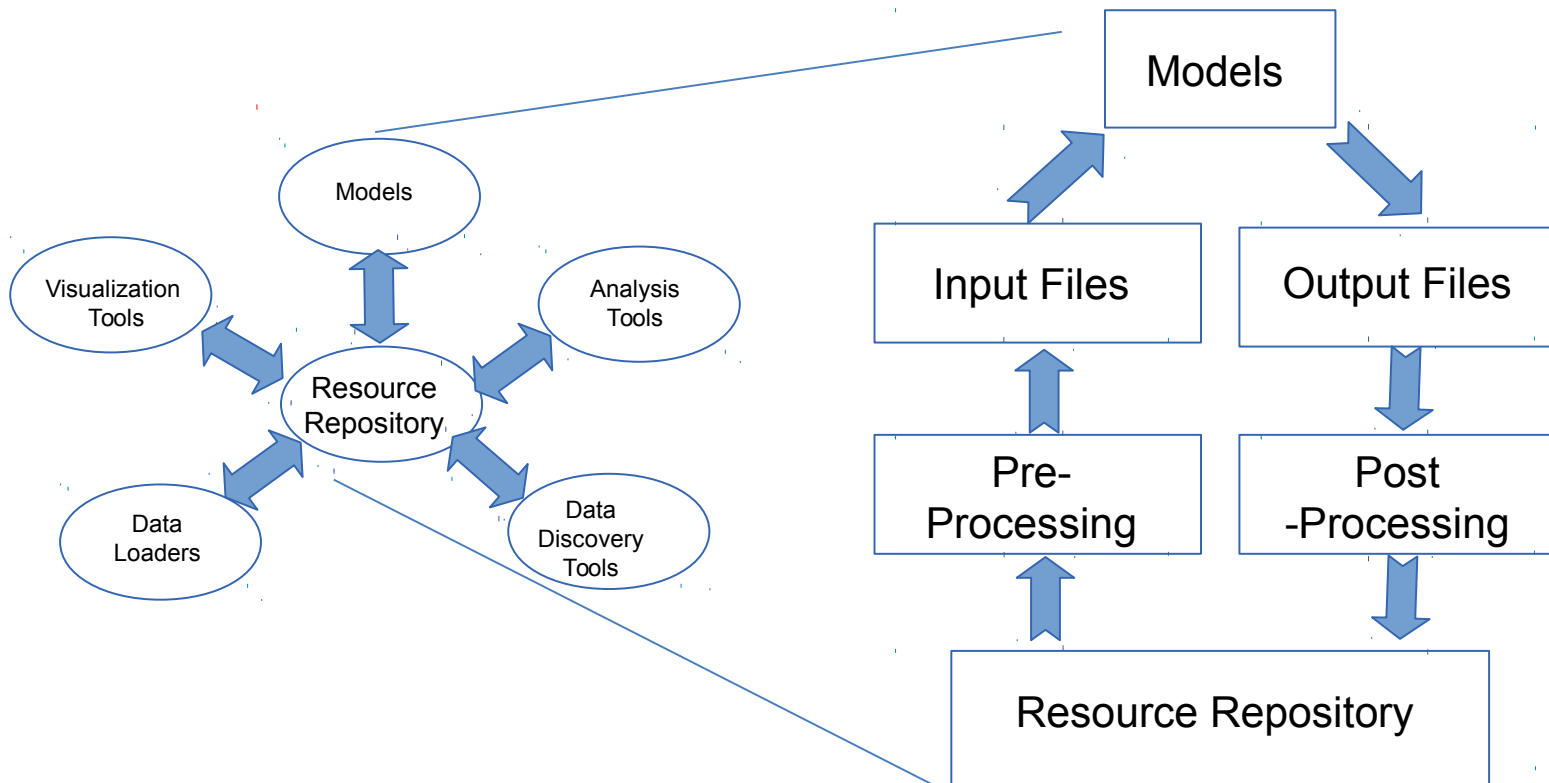 Models
Visualization
Tools
Analysis
Tools
Resource
Repository
Data
Loaders
Data
Discovery
Tools
Models
Input Files
Output Files
Pre-
Processing
Post
-Processing
Resource Repository